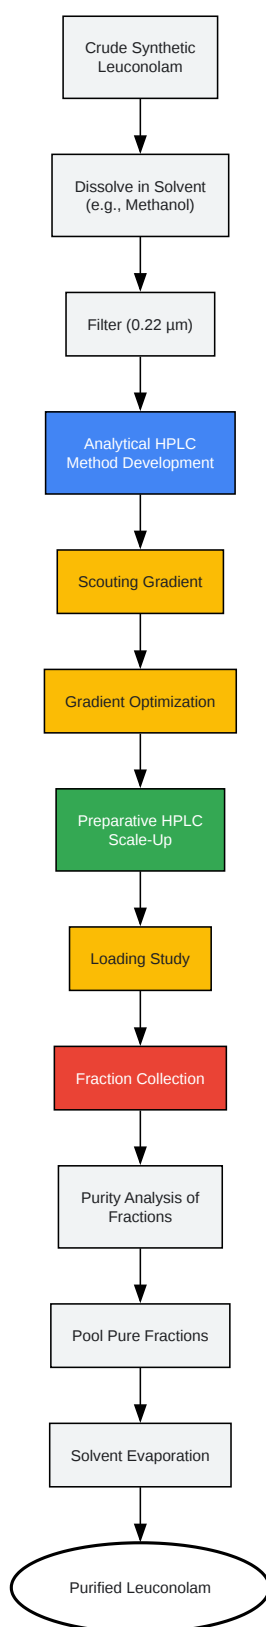 Crude Synthetic
Leuconolam
Dissolve in Solvent
(e.g., Methanol)
Filter (0.22 µm)
Analytical HPLC
Method Development
Scouting Gradient
Gradient Optimization
Preparative HPLC
Scale-Up
Loading Study
Fraction Collection
Purity Analysis of
Fractions
Pool Pure Fractions
Solvent Evaporation
Purified Leuconolam